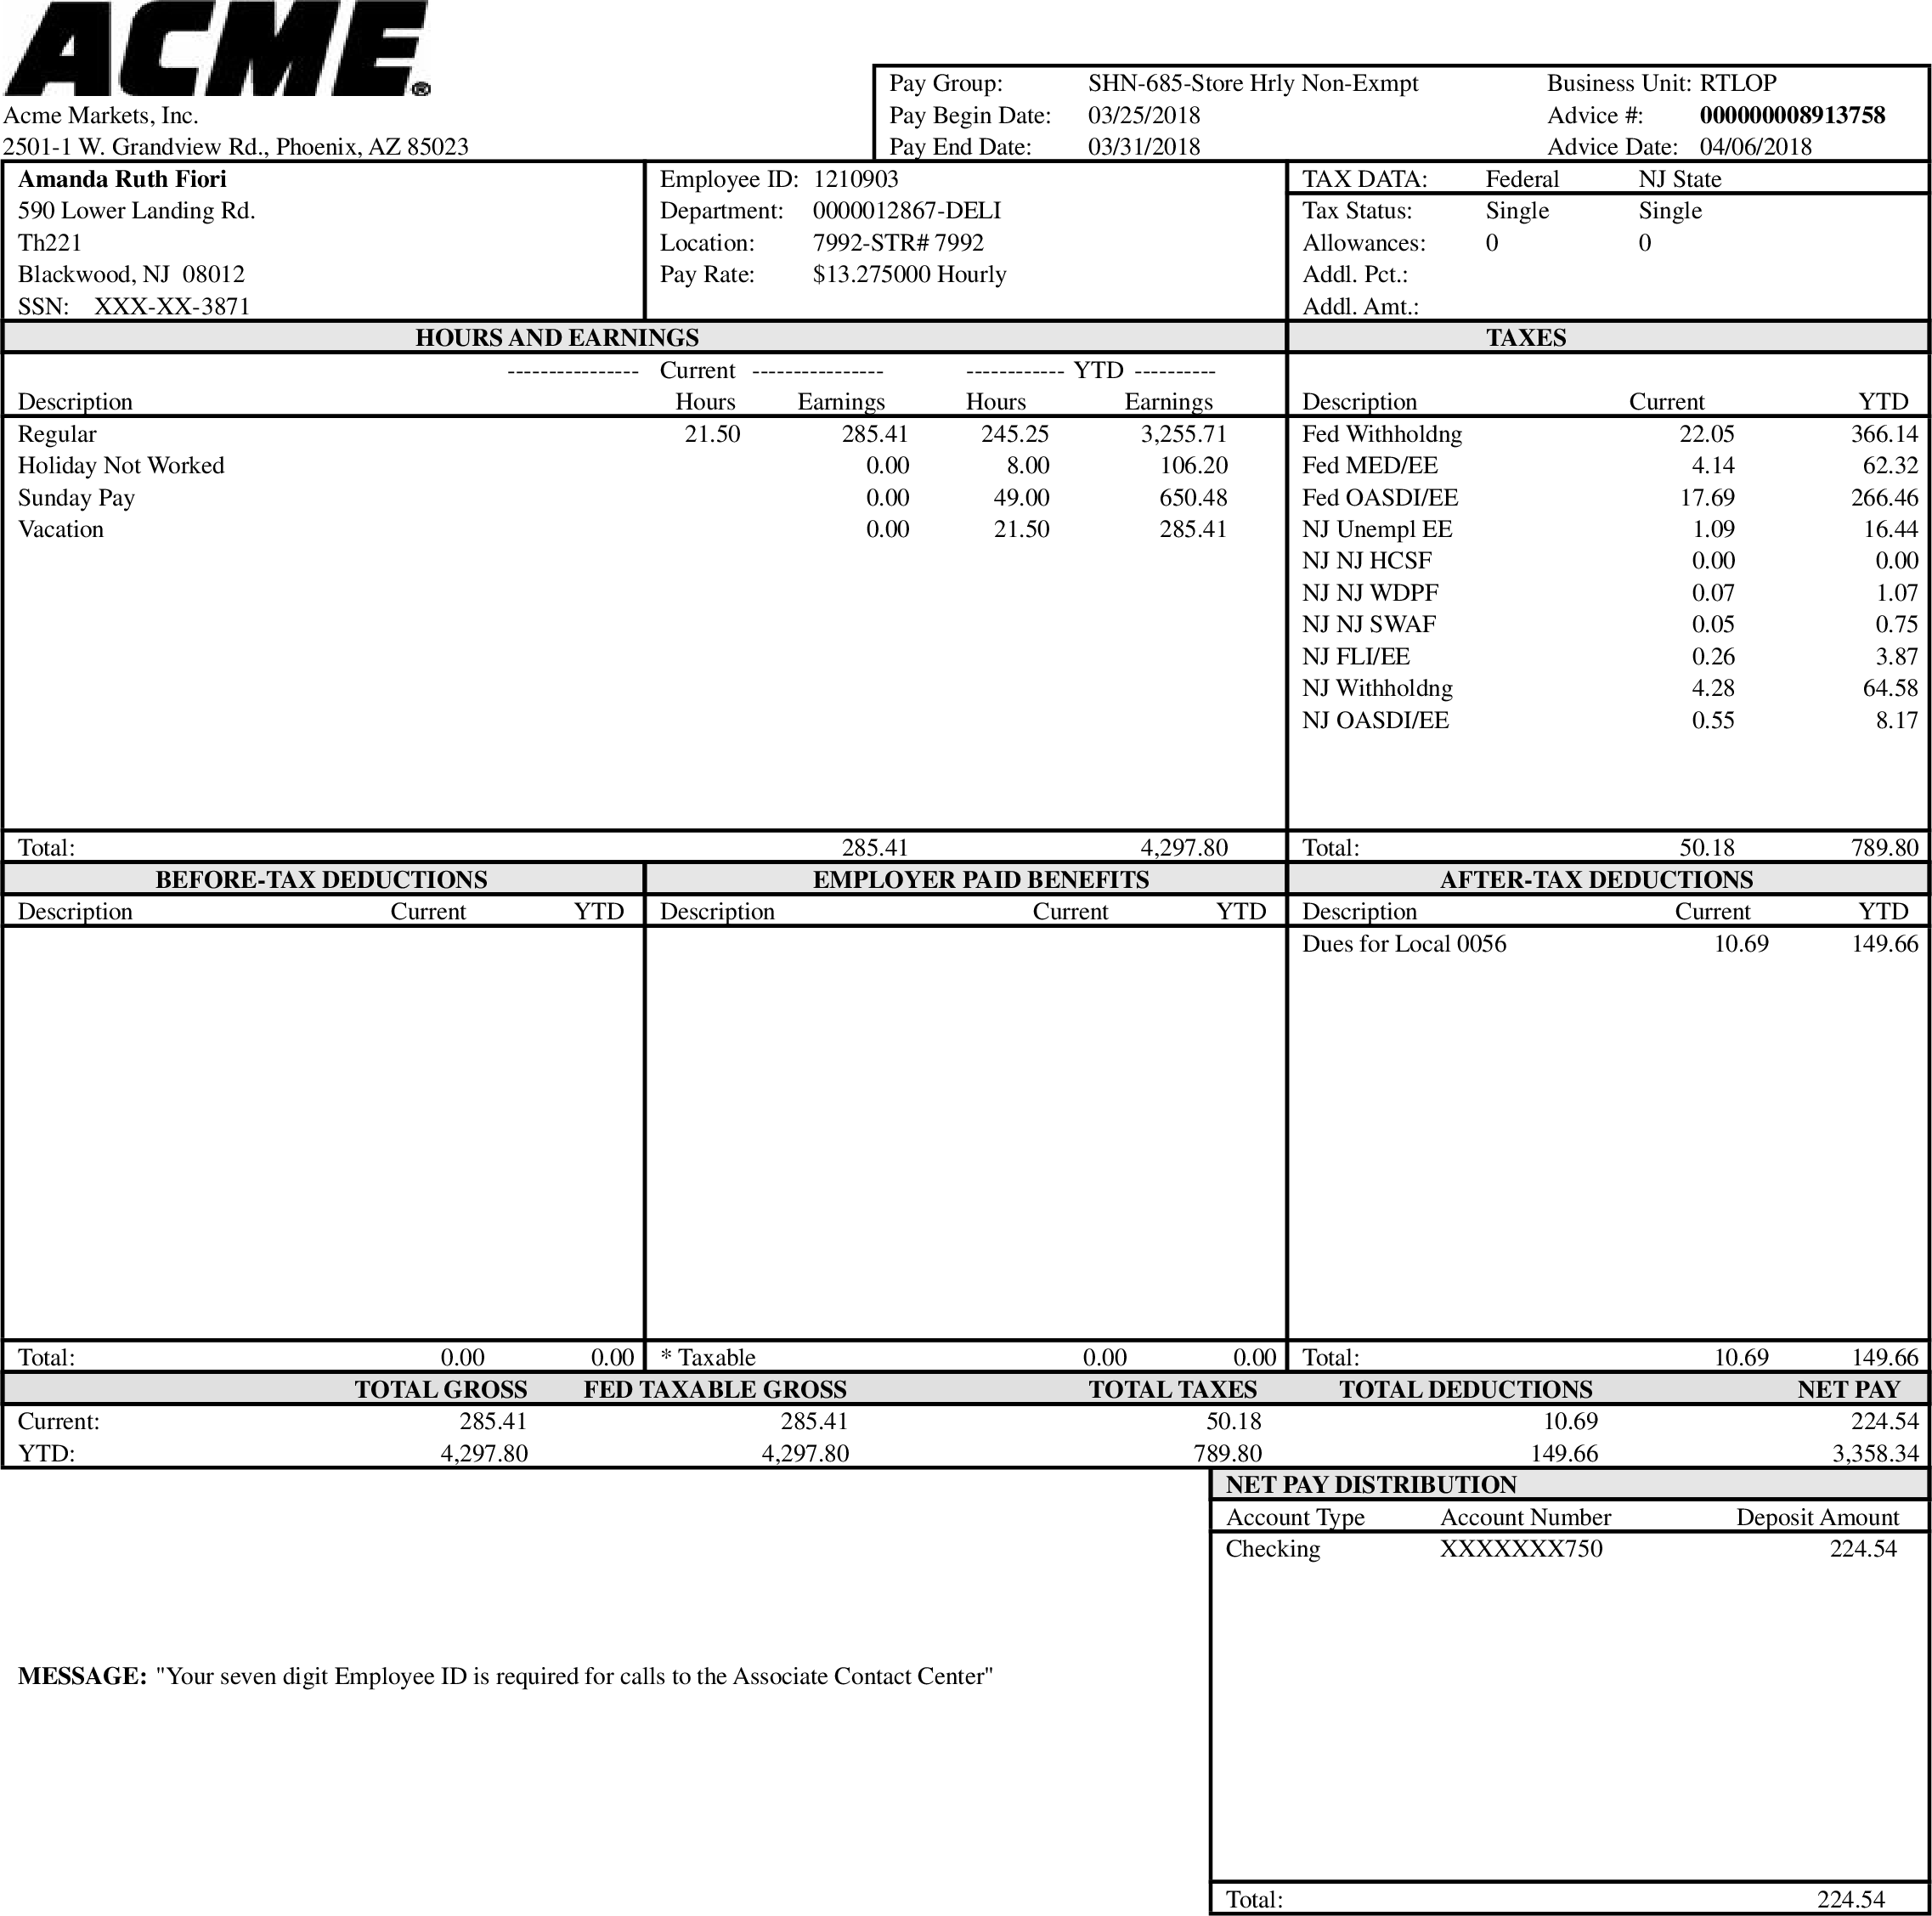 ACME®
Acme Markets, Inc.
2501-1 W. Grandview Rd., Phoenix, AZ 85023
Pay Group: SHN-685-Store Hrly Non-Exmpt Business Unit: RTLOP
Pay Begin Date: 03/25/2018 Advice #: 000000008913758
Pay End Date: 03/31/2018 Advice Date: 04/06/2018
Amanda Ruth Fiori
590 Lower Landing Rd.
Th221
Blackwood, NJ 08012
SSN: XXX-XX-3871
Employee ID: 1210903
Department: 0000012867-DELI
Location: 7992-STR# 7992
Pay Rate: $13.275000 Hourly
TAX DATA: Federal NJ State
Tax Status: Single Single
Allowances: 0 0
Addl. Pct.:
Addl. Amt.:
HOURS AND EARNINGS
---------------- Current ---------------- ------------ YTD ----------
Description Hours Earnings Hours Earnings
Regular 21.50 285.41 245.25 3,255.71
Holiday Not Worked 0.00 8.00 106.20
Sunday Pay 0.00 49.00 650.48
Vacation 0.00 21.50 285.41
Total: 285.41 4,297.80
TAXES
Description Current YTD
Fed Withholdng 22.05 366.14
Fed MED/EE 4.14 62.32
Fed OASDI/EE 17.69 266.46
NJ Unempl EE 1.09 16.44
NJ NJ HCSF 0.00 0.00
NJ NJ WDPF 0.07 1.07
NJ NJ SWAF 0.05 0.75
NJ FLI/EE 0.26 3.87
NJ Withholdng 4.28 64.58
NJ OASDI/EE 0.55 8.17
Total: 50.18 789.80
BEFORE-TAX DEDUCTIONS
Description Current YTD
Total: 0.00 0.00
EMPLOYER PAID BENEFITS
Description Current YTD
* Taxable 0.00 0.00
AFTER-TAX DEDUCTIONS
Description Current YTD
Dues for Local 0056 10.69 149.66
Total: 10.69 149.66
TOTAL GROSS FED TAXABLE GROSS TOTAL TAXES TOTAL DEDUCTIONS NET PAY
Current: 285.41 285.41 50.18 10.69 224.54
YTD: 4,297.80 4,297.80 789.80 149.66 3,358.34
NET PAY DISTRIBUTION
Account Type Account Number Deposit Amount
Checking XXXXXXX750 224.54
MESSAGE: "Your seven digit Employee ID is required for calls to the Associate Contact Center"
Total: 224.54